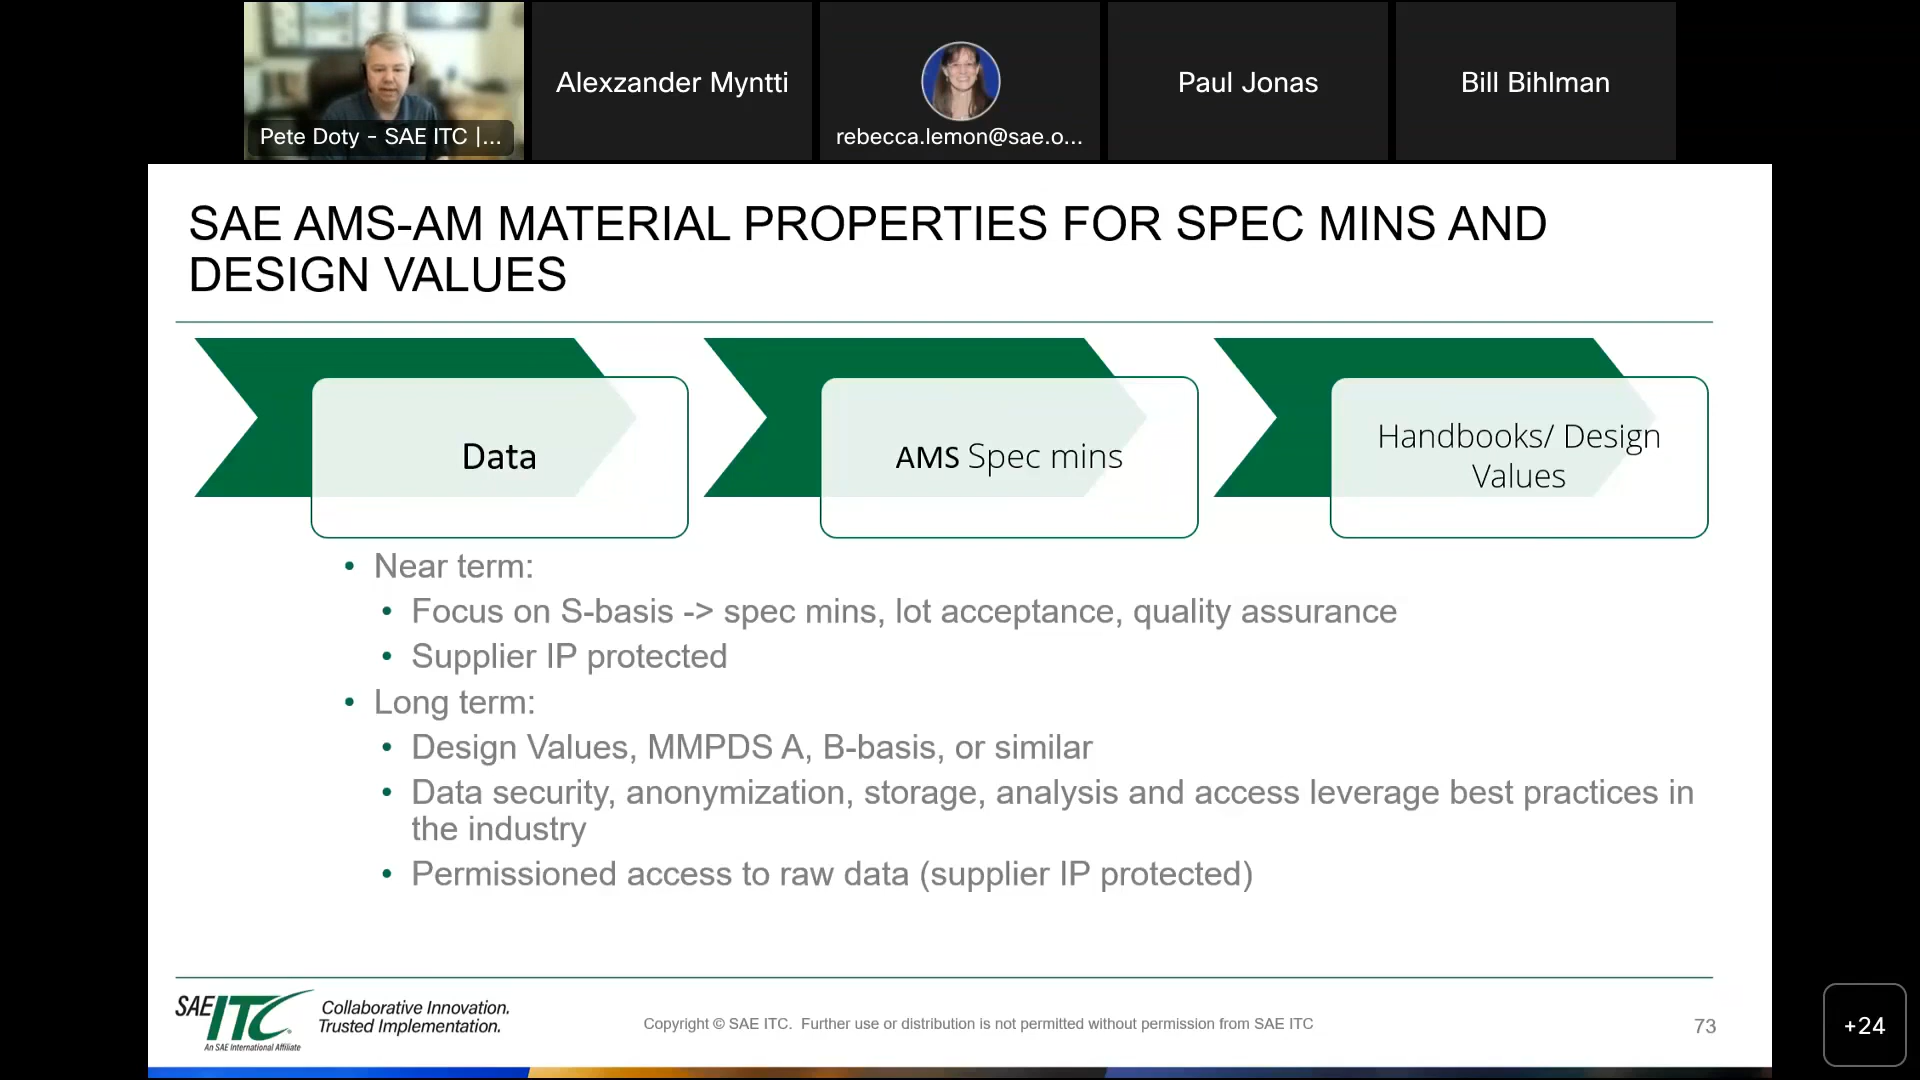 Pete Doty - SAE ITC |...
Alexzander Myntti
rebecca.lemon@sae.o...
Paul Jonas
Bill Bihlman
SAE AMS-AM MATERIAL PROPERTIES FOR SPEC MINS AND
DESIGN VALUES
Data
AMS Spec mins
Handbooks/ Design
Values
• Near term:
• Focus on S-basis -> spec mins, lot acceptance, quality assurance
• Supplier IP protected
• Long term:
• Design Values, MMPDS A, B-basis, or similar
• Data security, anonymization, storage, analysis and access leverage best practices in
the industry
• Permissioned access to raw data (supplier IP protected)
SAE ITC
An SAE International Affiliate
Collaborative Innovation.
Trusted Implementation.
Copyright © SAE ITC. Further use or distribution is not permitted without permission from SAE ITC
73
+24